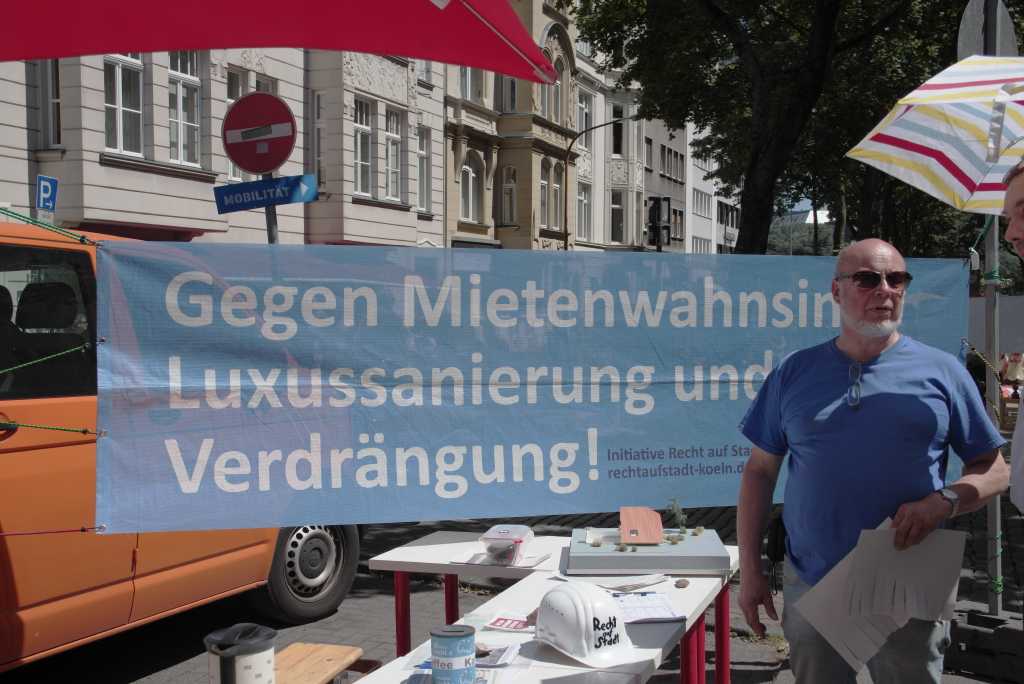 P
MOBILITÄT
Gegen Mietenwahnsin
Luxussanierung und
Verdrängung!
Initiative Recht auf Sta
rechtaufstadt-koeln.d
Recht
auf
Stadt